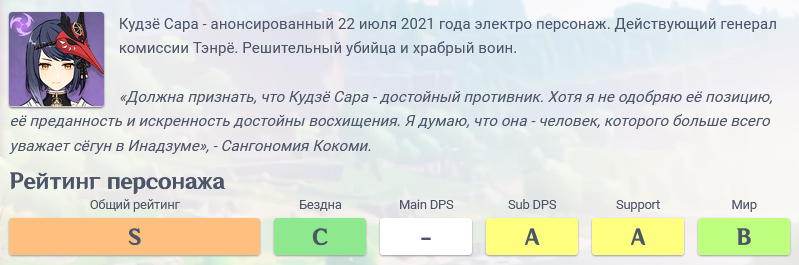 Кудзё Сара - анонсированный 22 июля 2021 года электро персонаж. Действующий генерал
комиссии Тэнрё. Решительный убийца и храбрый воин.
«Должна признать, что Кудзё Сара - достойный противник. Хотя я не одобряю её позицию,
её преданность и искренность достойны восхищения. Я думаю, что она - человек, которого больше всего
уважает сёгун в Инадзуме», - Сангономия Кокоми.
Рейтинг персонажа
Общий рейтинг Бездна Main DPS Sub DPS Support Мир
S C – A A B